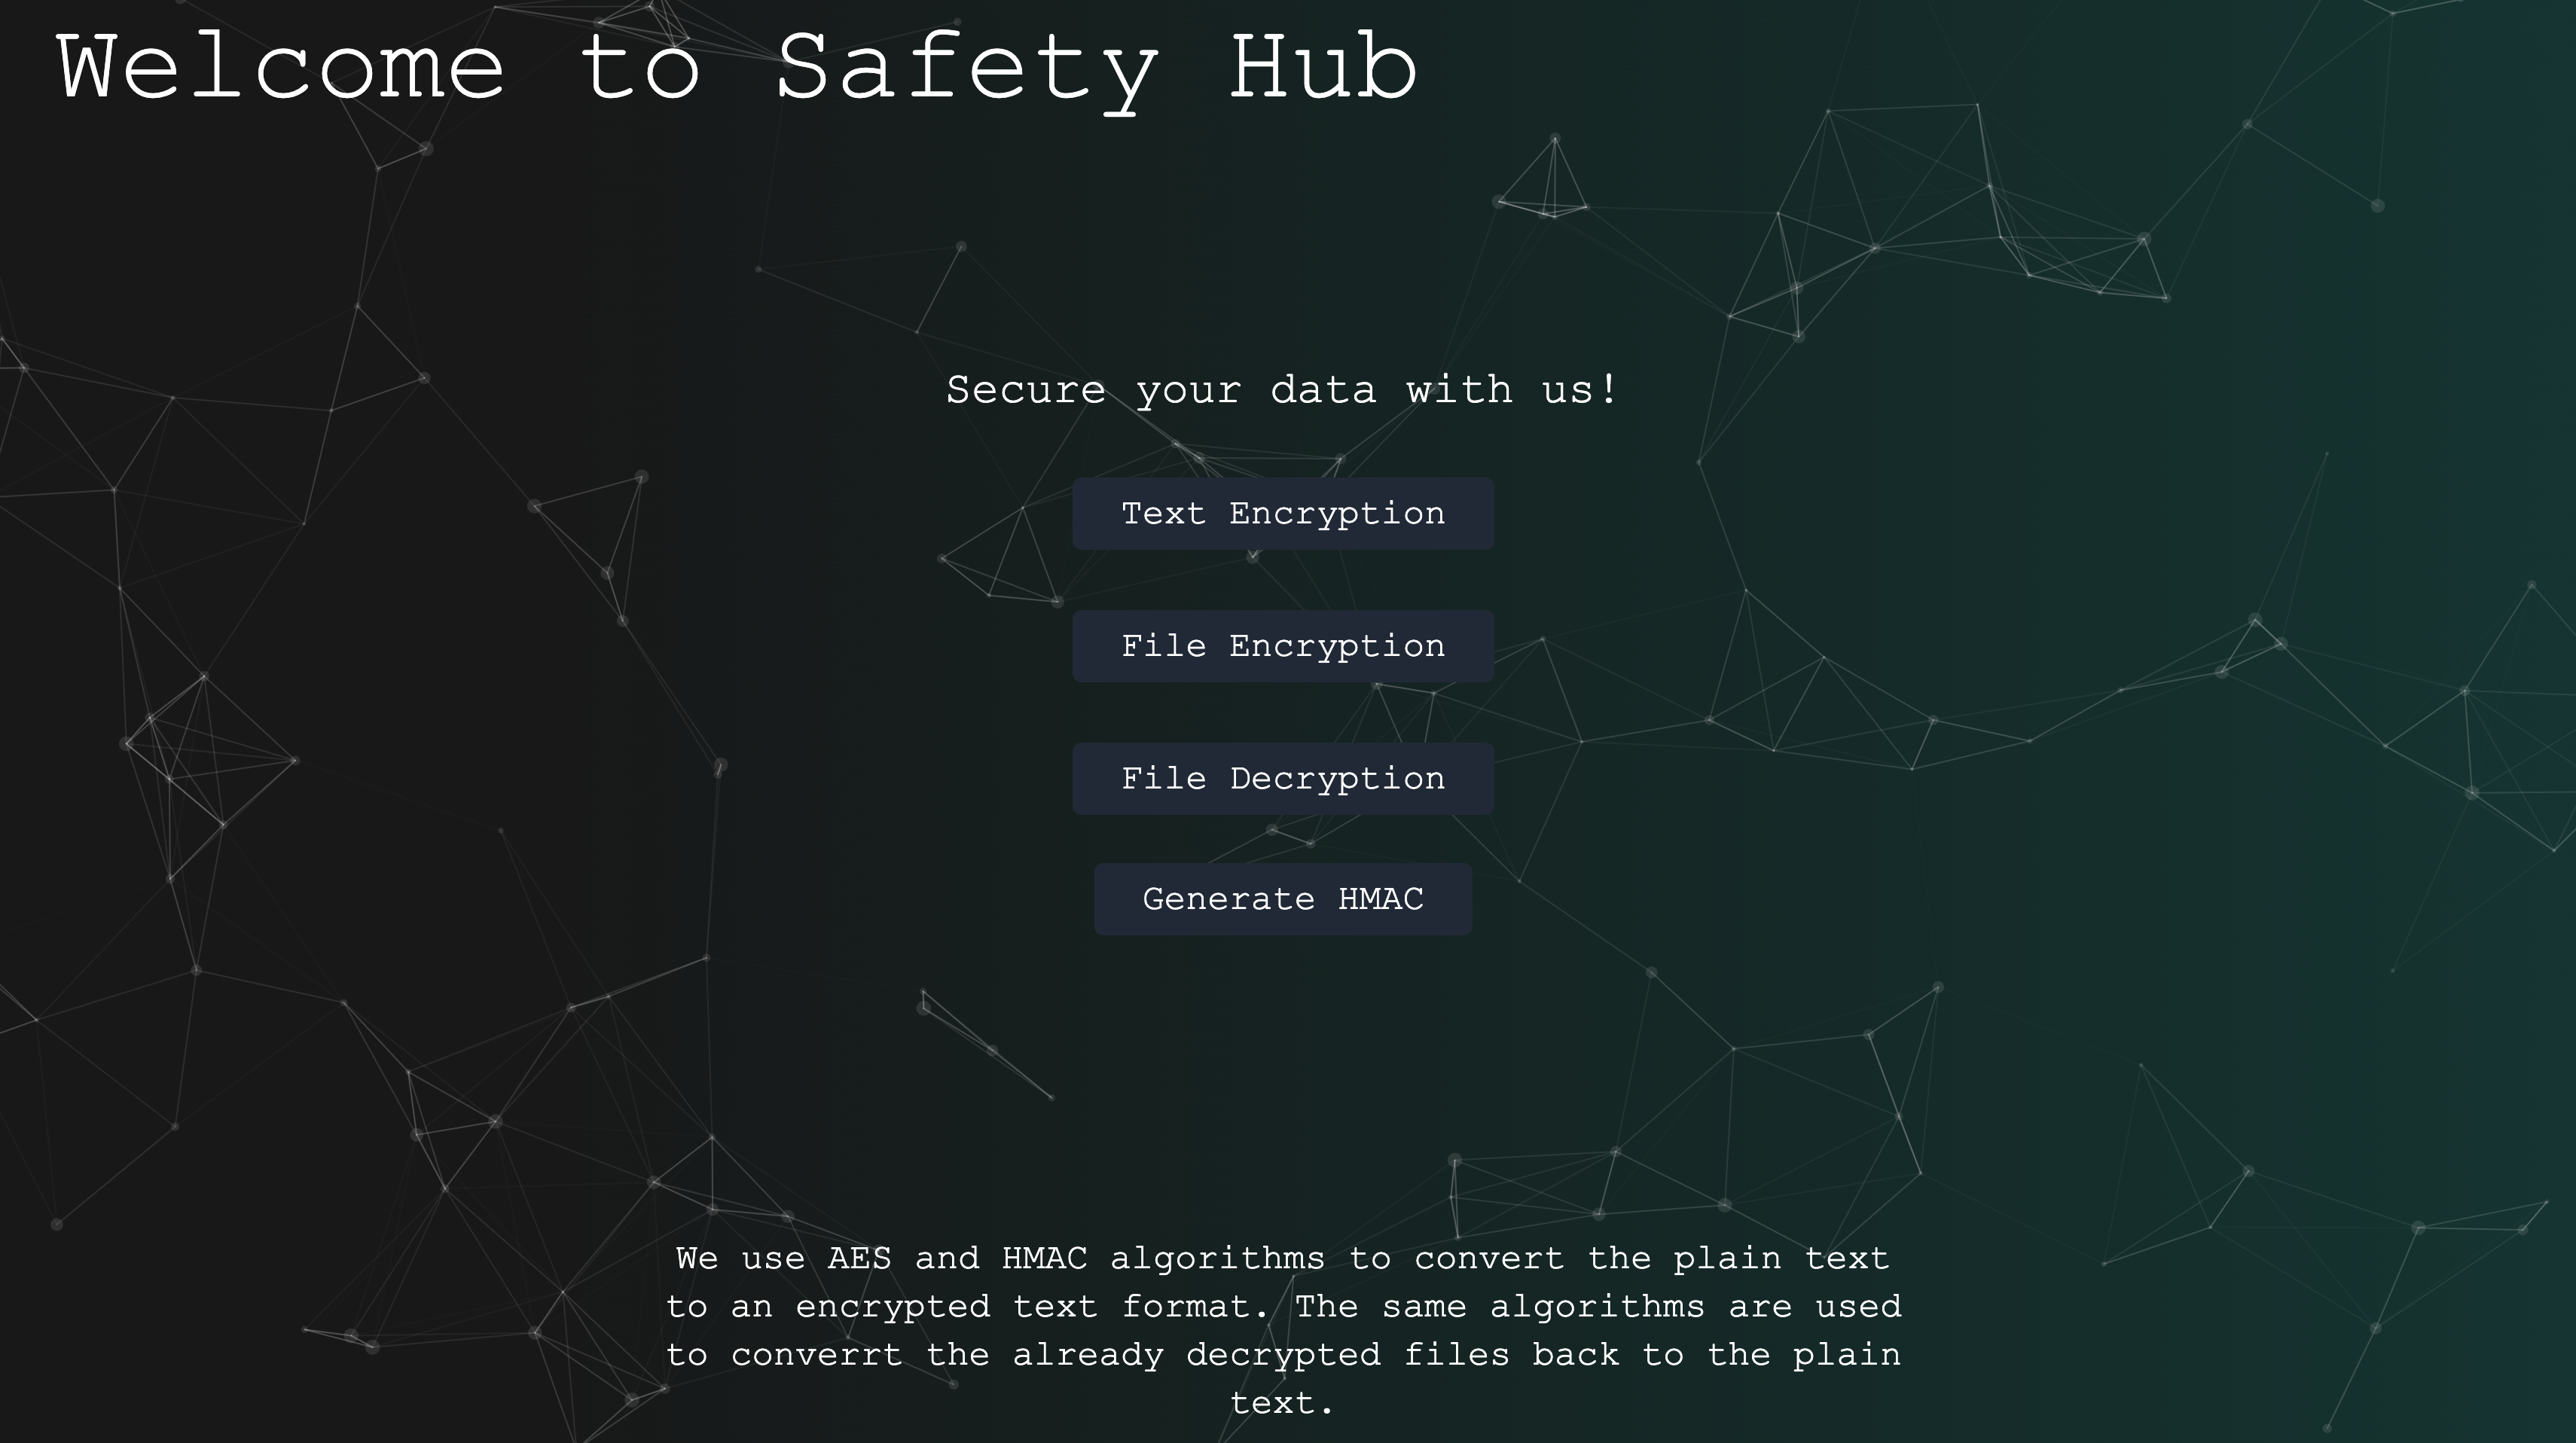 Welcome to Safety Hub
Secure your data with us!
Text Encryption
File Encryption
File Decryption
Generate HMAC
We use AES and HMAC algorithms to convert the plain text
to an encrypted text format. The same algorithms are used
to converrt the already decrypted files back to the plain
text.